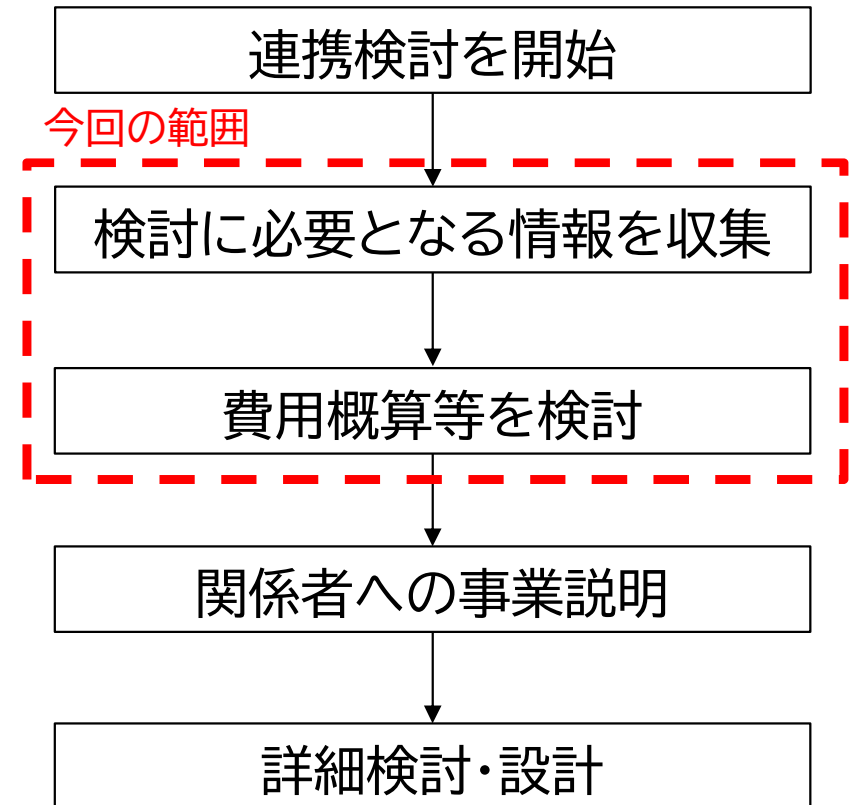 連携検討を開始
今回の範囲
検討に必要となる情報を収集
費用概算等を検討
関係者への事業説明
詳細検討・設計